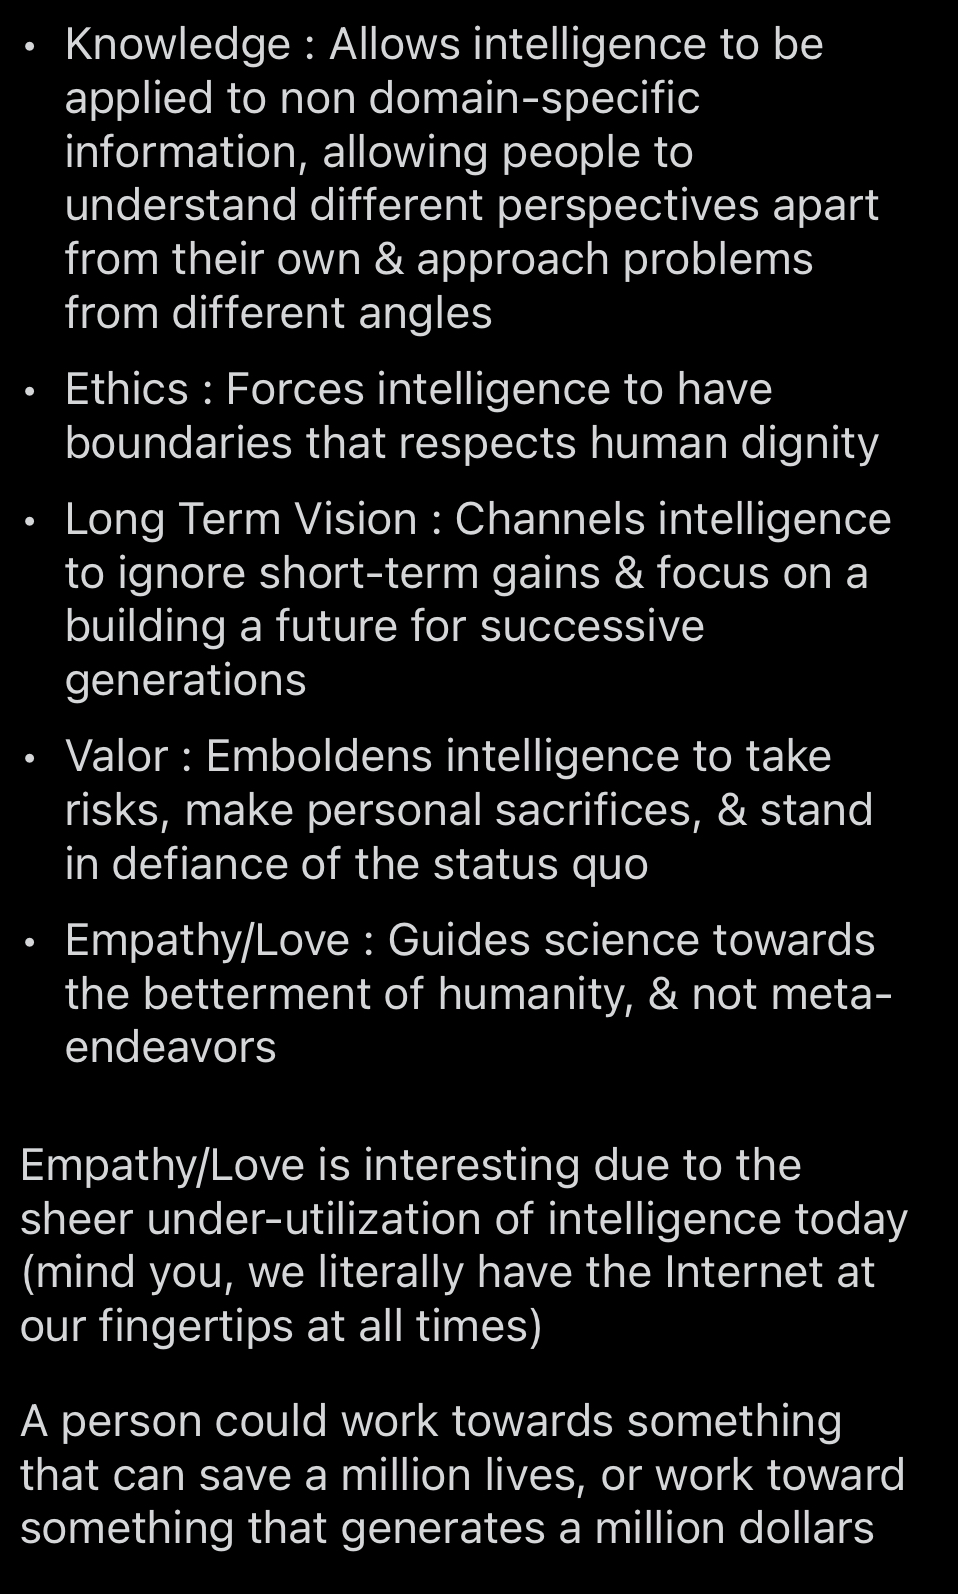 • Knowledge : Allows intelligence to be
applied to non domain-specific
information, allowing people to
understand different perspectives apart
from their own & approach problems
from different angles
• Ethics : Forces intelligence to have
boundaries that respects human dignity
• Long Term Vision : Channels intelligence
to ignore short-term gains & focus on a
building a future for successive
generations
• Valor : Emboldens intelligence to take
risks, make personal sacrifices, & stand
in defiance of the status quo
• Empathy/Love : Guides science towards
the betterment of humanity, & not meta-
endeavors
Empathy/Love is interesting due to the
sheer under-utilization of intelligence today
(mind you, we literally have the Internet at
our fingertips at all times)
A person could work towards something
that can save a million lives, or work toward
something that generates a million dollars